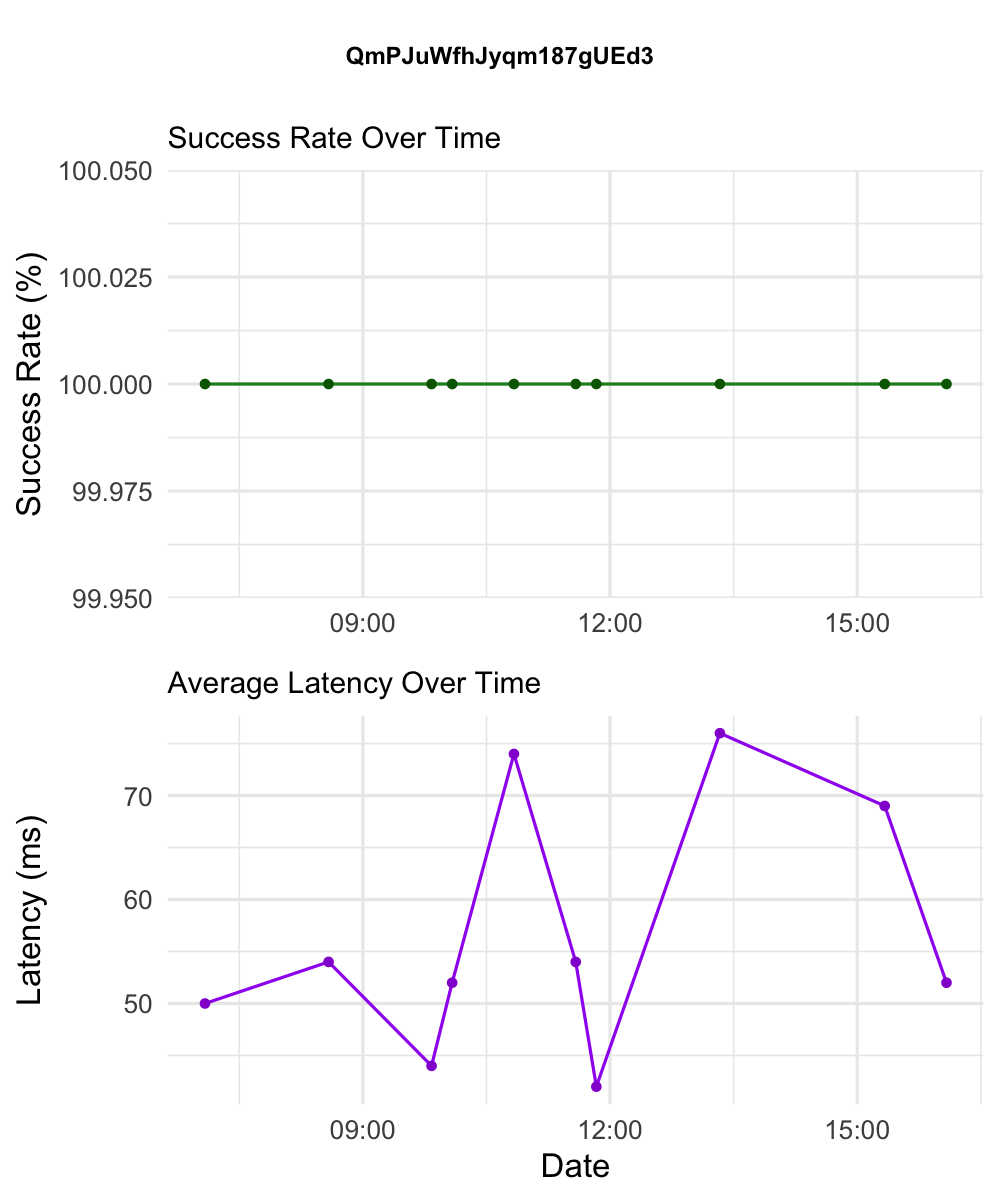 QmPJuWfhJyqm187gUEd3
Success Rate Over Time
Success Rate (%)
100.050
100.025
100.000
99.975
99.950
09:00 12:00 15:00
Average Latency Over Time
Latency (ms)
70
60
50
09:00 12:00 15:00
Date